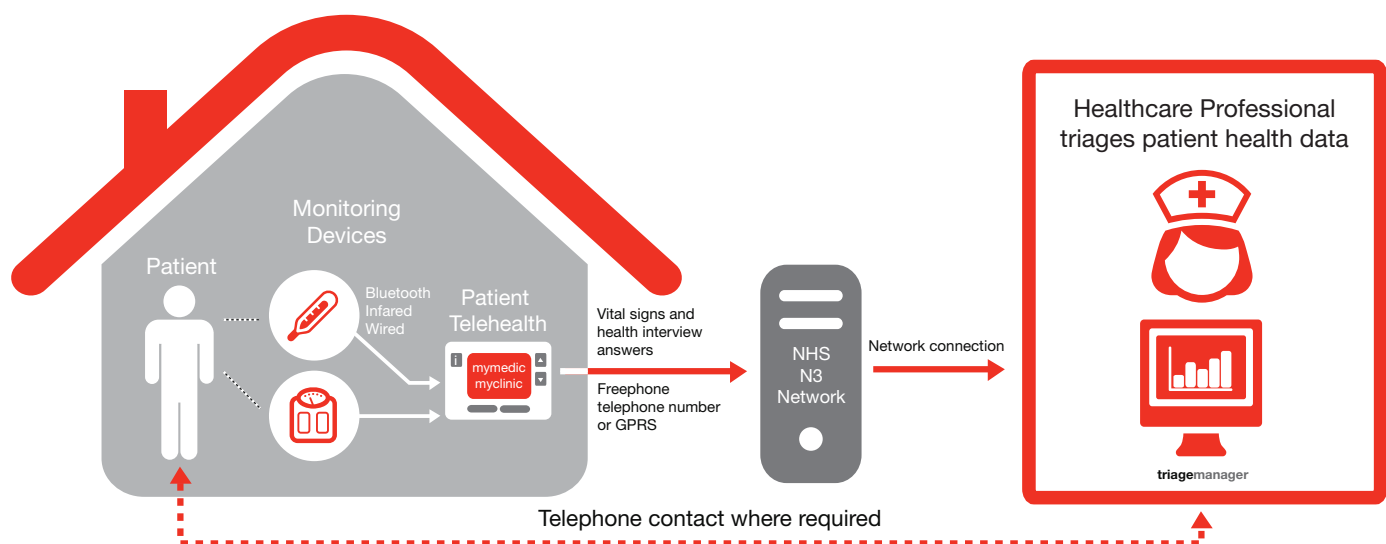 Healthcare Professional
triages patient health data
Monitoring
Devices
Patient
Bluetooth
Infared
Wired
Patient
Telehealth
i
mymedic
myclinic
Vital signs and
health interview
answers
Freephone
telephone number
or GPRS
NHS
N3
Network
Network connection
triagemanager
Telephone contact where required